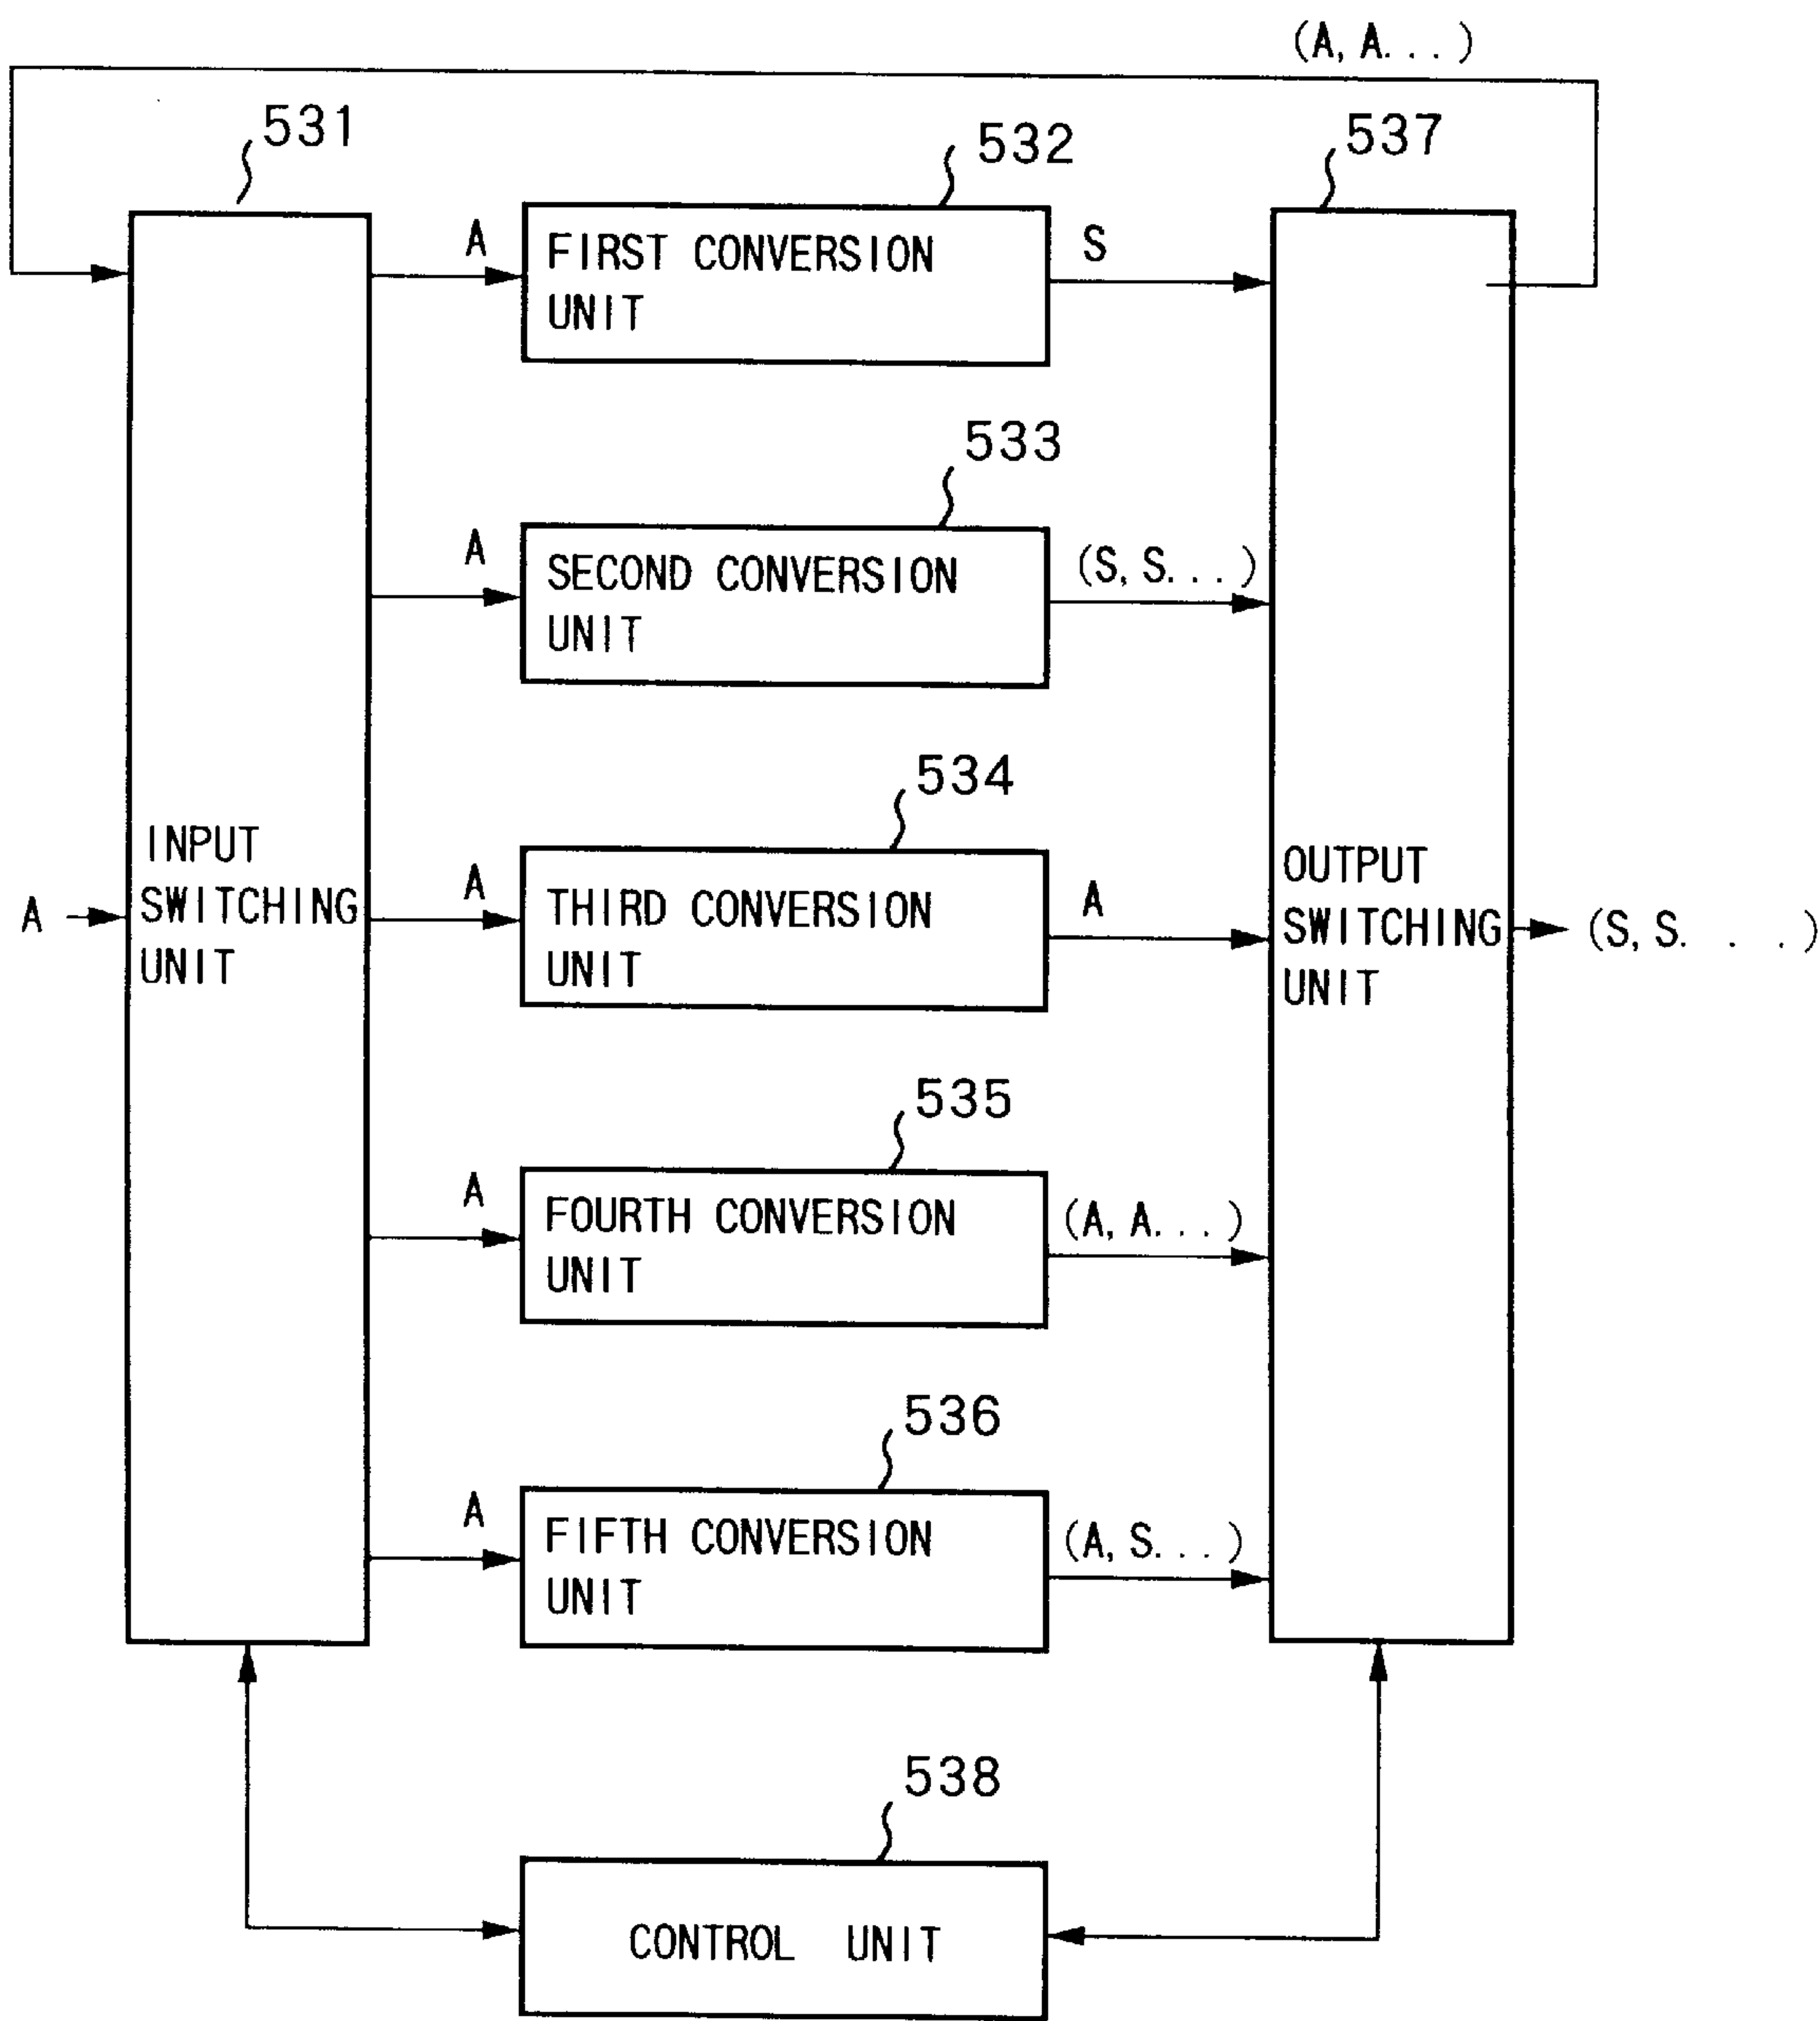 (A, A...)
531
532
537
A
FIRST CONVERSION
UNIT
S
533
A
SECOND CONVERSION
UNIT
(S, S...)
534
INPUT
SWITCHING
UNIT
A
A
THIRD CONVERSION
UNIT
A
OUTPUT
SWITCHING
UNIT
(S, S. . .)
535
A
FOURTH CONVERSION
UNIT
(A, A...)
536
A
FIFTH CONVERSION
UNIT
(A, S...)
538
CONTROL UNIT